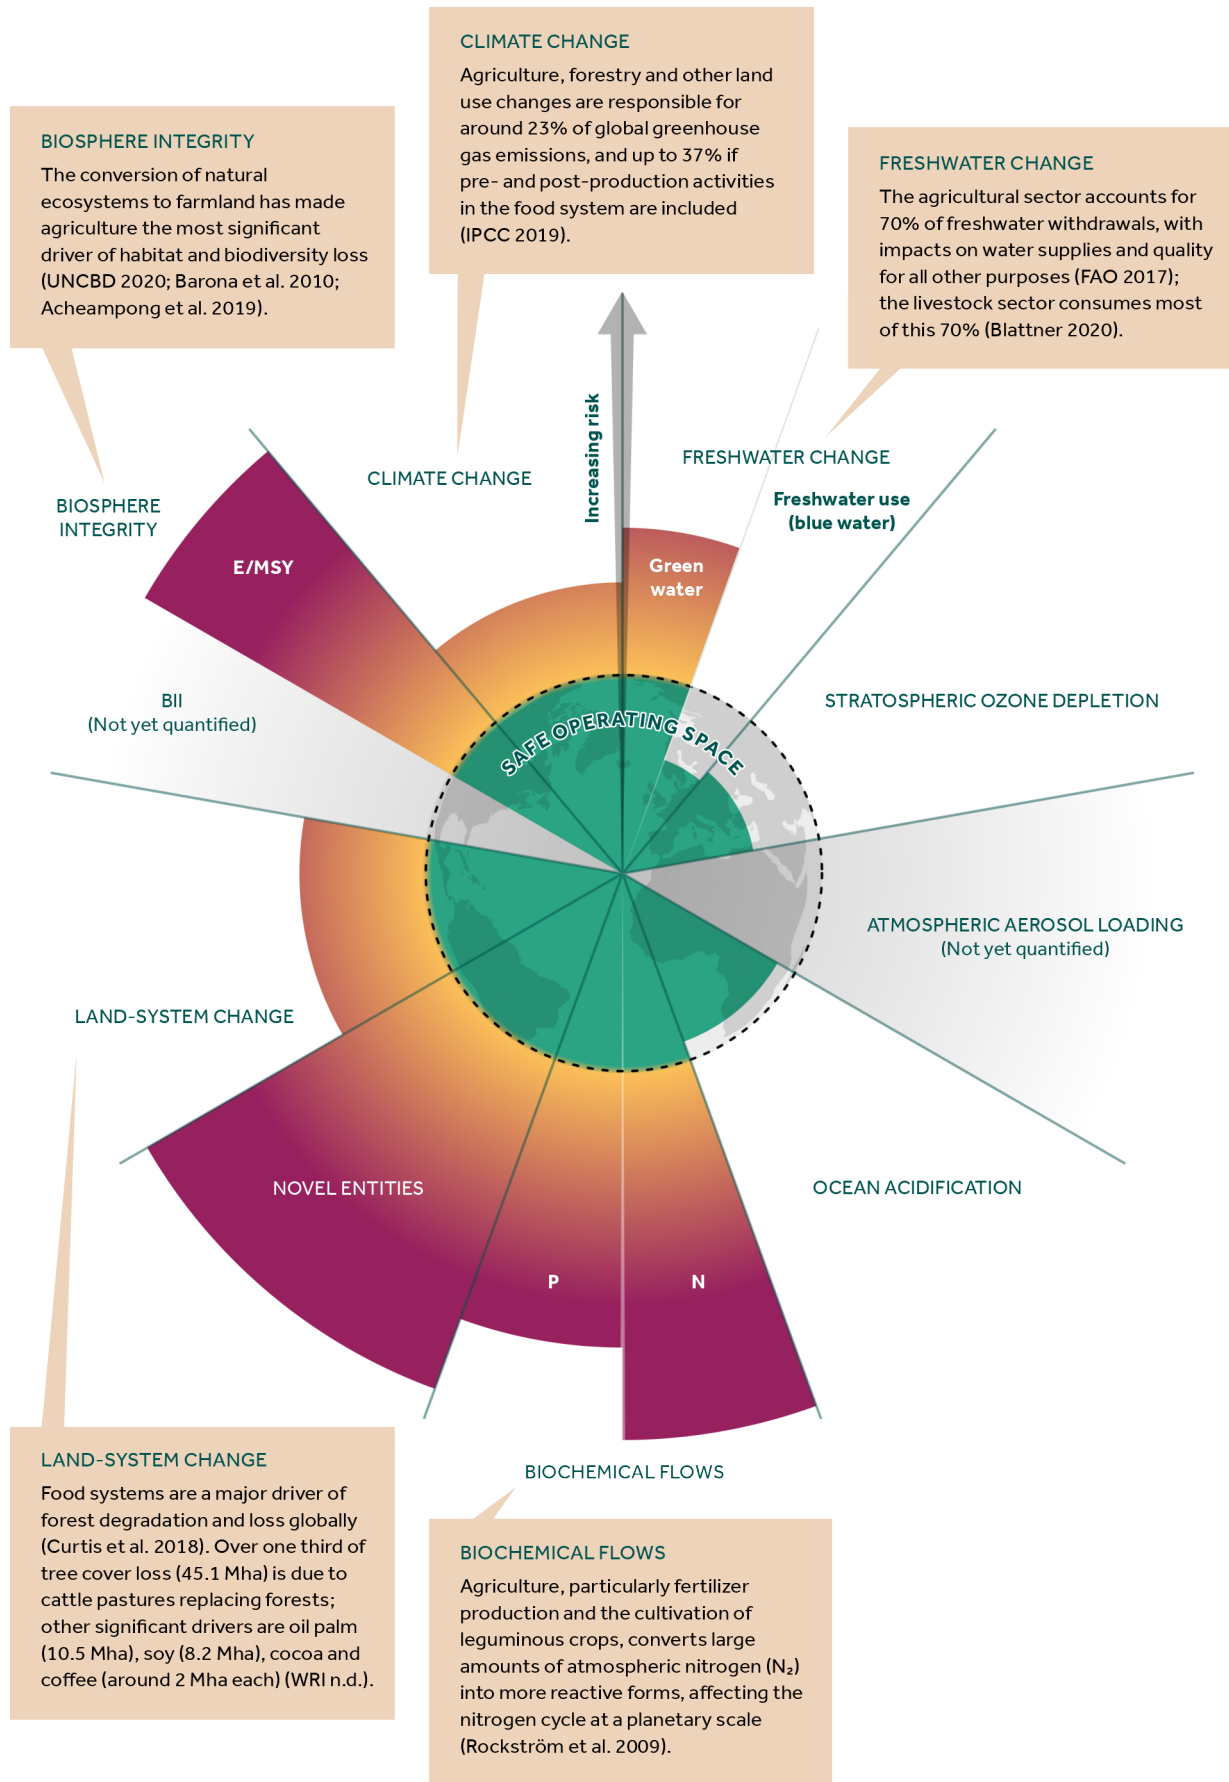 CLIMATE CHANGE
Agriculture, forestry and other land
use changes are responsible for
around 23% of global greenhouse
gas emissions, and up to 37% if
pre- and post-production activities
in the food system are included
(IPCC 2019).
BIOSPHERE INTEGRITY
The conversion of natural
ecosystems to farmland has made
agriculture the most significant
driver of habitat and biodiversity loss
(UNCBD 2020; Barona et al. 2010;
Acheampong et al. 2019).
FRESHWATER CHANGE
The agricultural sector accounts for
70% of freshwater withdrawals, with
impacts on water supplies and quality
for all other purposes (FAO 2017);
the livestock sector consumes most
of this 70% (Blattner 2020).
Increasing risk
FRESHWATER CHANGE
CLIMATE CHANGE
Freshwater use
(blue water)
BIOSPHERE
INTEGRITY
E/MSY
Green
water
BII
(Not yet quantified)
STRATOSPHERIC OZONE DEPLETION
SAFE OPERATING SPACE
ATMOSPHERIC AEROSOL LOADING
(Not yet quantified)
LAND-SYSTEM CHANGE
NOVEL ENTITIES
OCEAN ACIDIFICATION
P
N
BIOCHEMICAL FLOWS
LAND-SYSTEM CHANGE
Food systems are a major driver of
forest degradation and loss globally
(Curtis et al. 2018). Over one third of
tree cover loss (45.1 Mha) is due to
cattle pastures replacing forests;
other significant drivers are oil palm
(10.5 Mha), soy (8.2 Mha), cocoa and
coffee (around 2 Mha each) (WRI n.d.).
BIOCHEMICAL FLOWS
Agriculture, particularly fertilizer
production and the cultivation of
leguminous crops, converts large
amounts of atmospheric nitrogen (N₂)
into more reactive forms, affecting the
nitrogen cycle at a planetary scale
(Rockström et al. 2009).